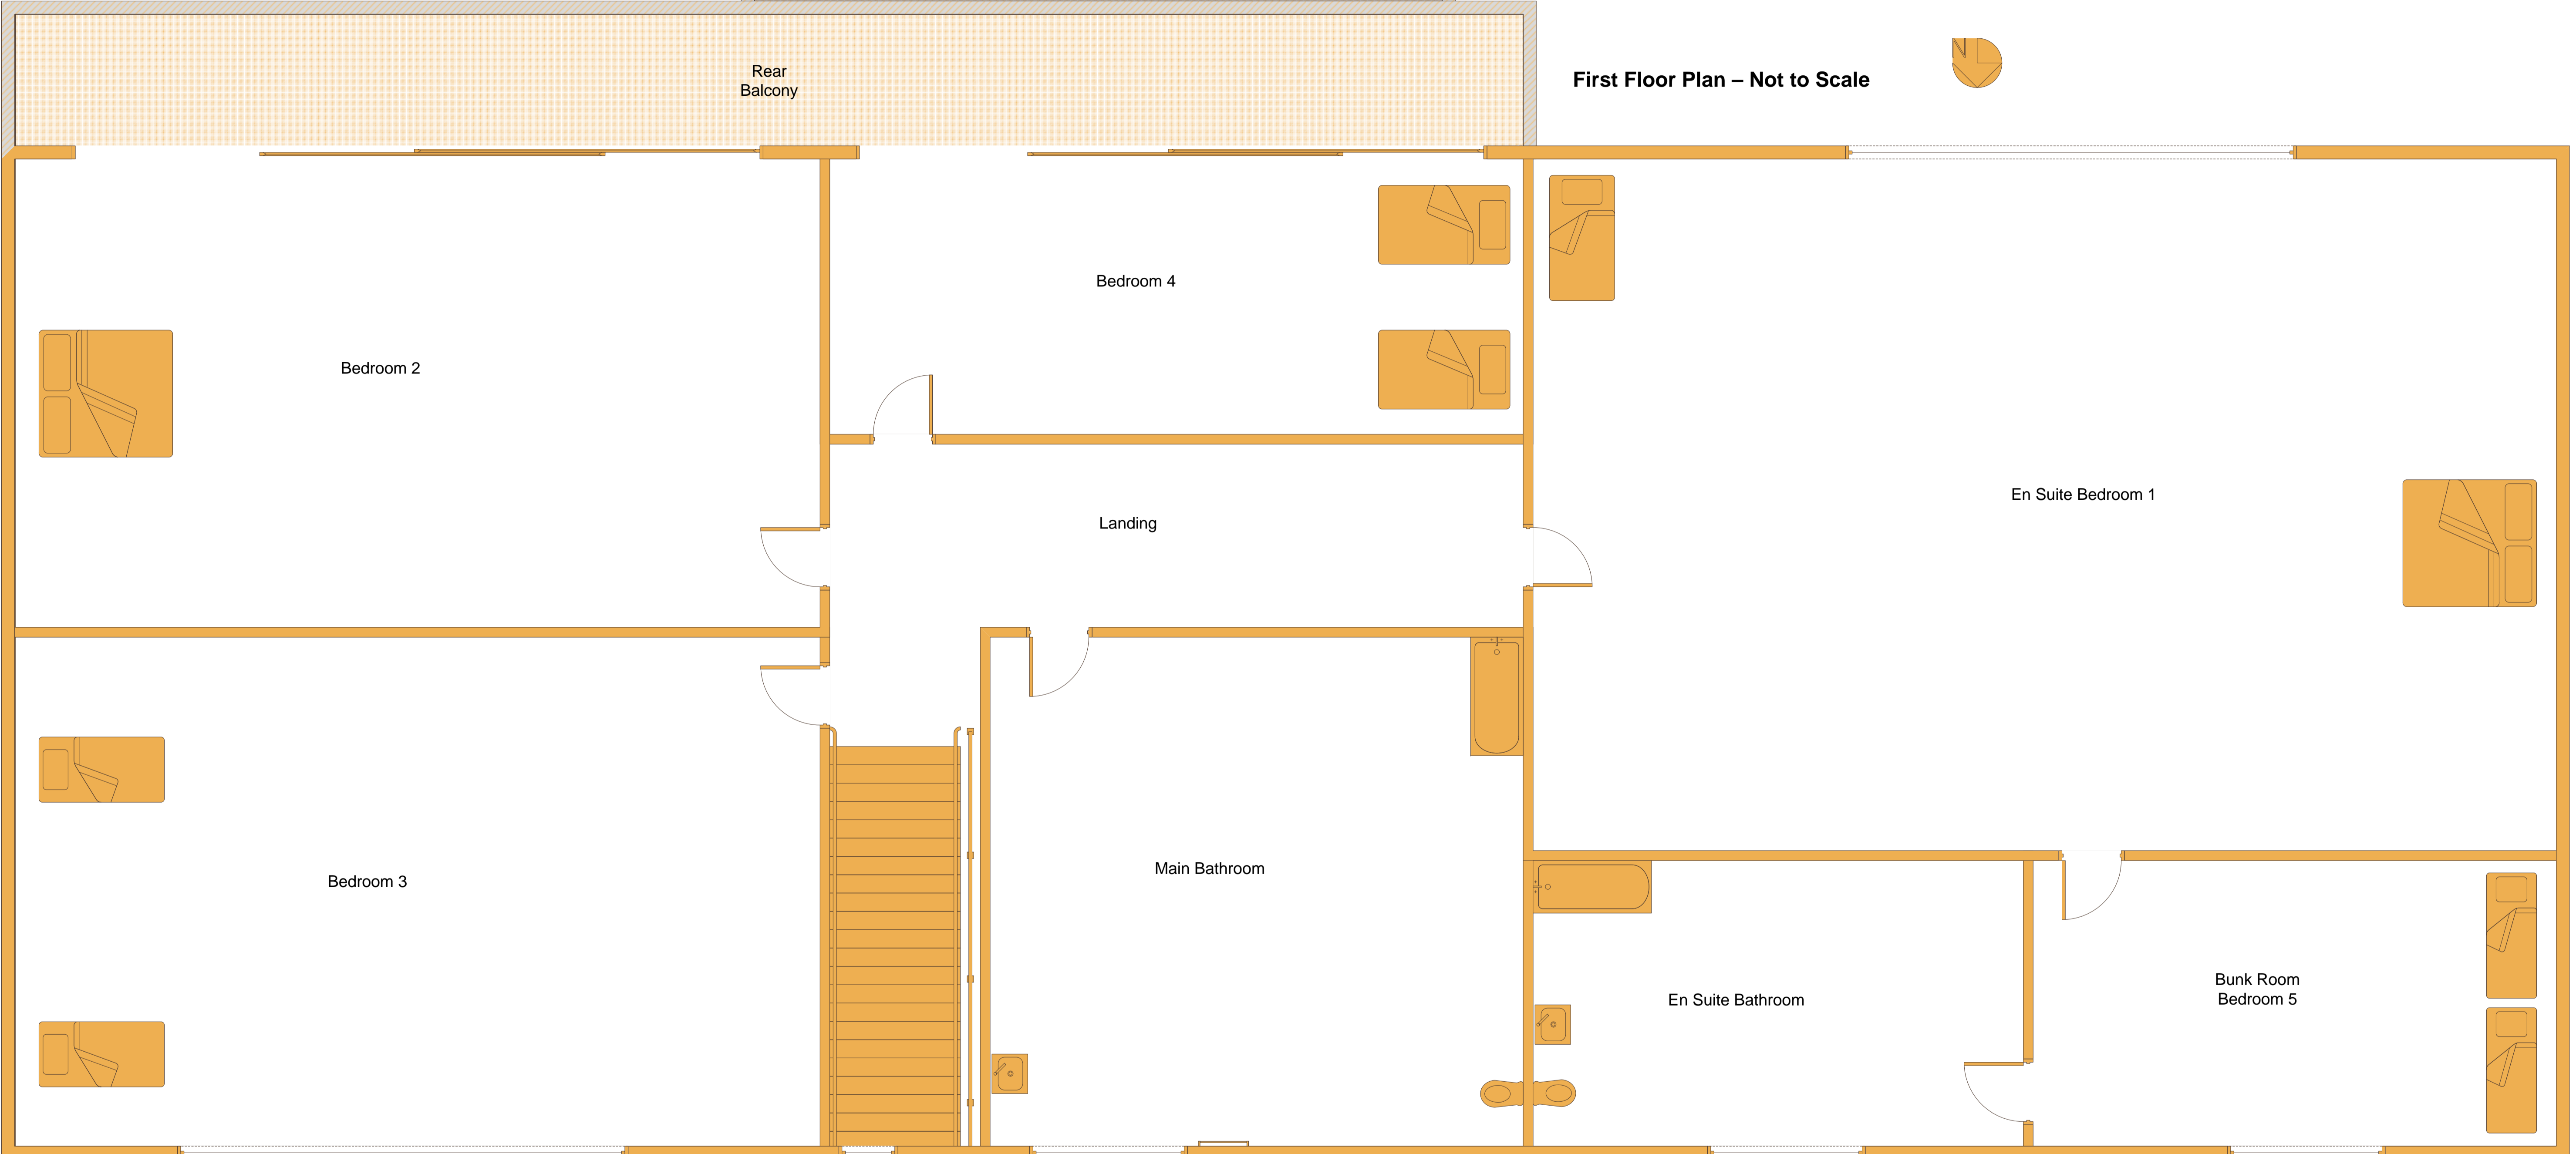 Rear
Balcony
First Floor Plan – Not to Scale
N
Bedroom 4
Bedroom 2
En Suite Bedroom 1
Landing
Main Bathroom
Bedroom 3
Bunk Room
Bedroom 5
En Suite Bathroom